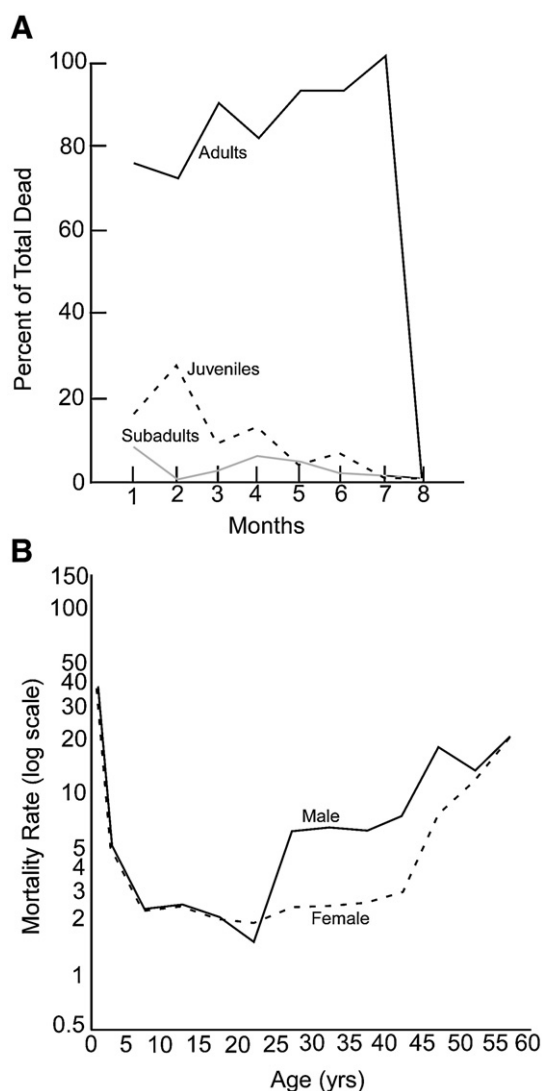 A
Percent of Total Dead
100
80
60
40
20
0
Adults
Juveniles
Subadults
1 2 3 4 5 6 7 8
Months
B
Mortality Rate (log scale)
150
100
50
40
30
20
10
5
4
3
2
1
0.5
Male
Female
0 5 10 15 20 25 30 35 40 45 50 55 60
Age (yrs)